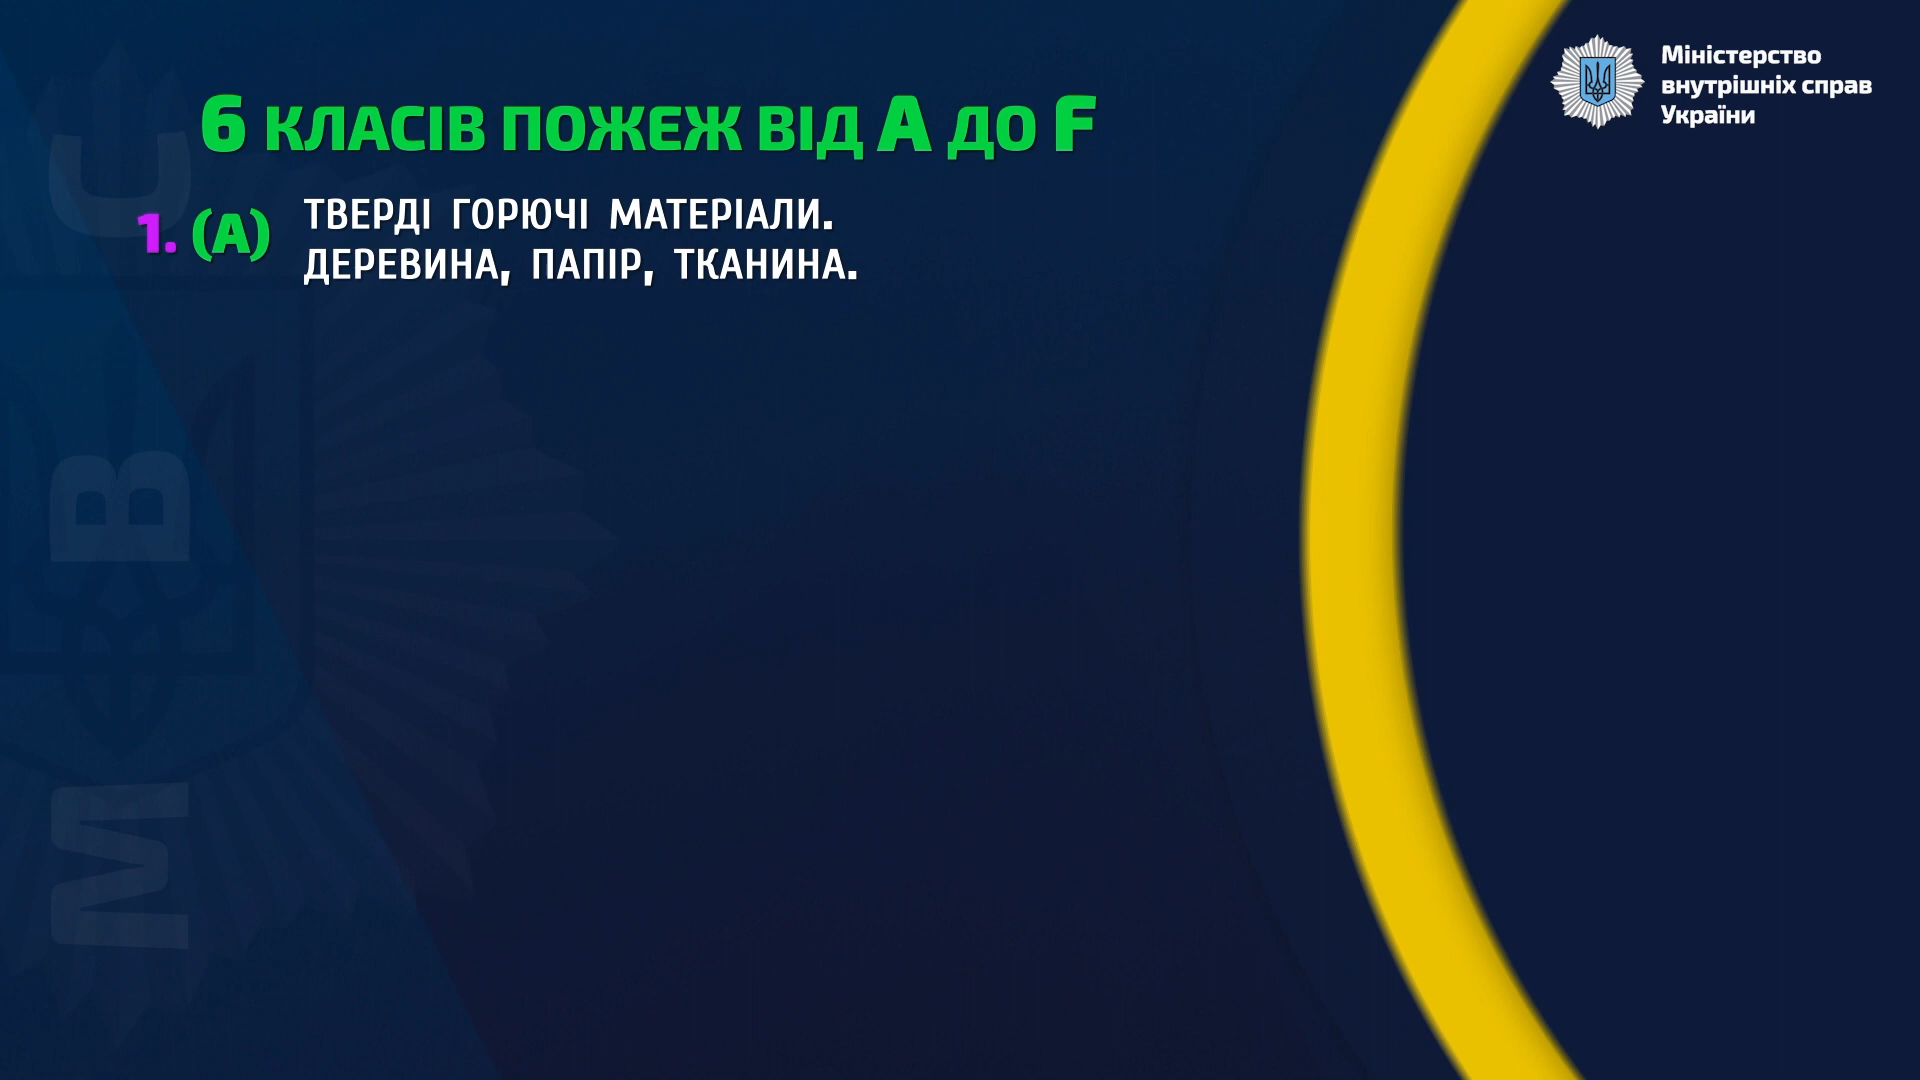 Міністерство
внутрішніх справ
України
6 КЛАСІВ ПОЖЕЖ ВІД A ДО F
1. (A) ТВЕРДІ ГОРЮЧІ МАТЕРІАЛИ.
ДЕРЕВИНА, ПАПІР, ТКАНИНА.
М В С